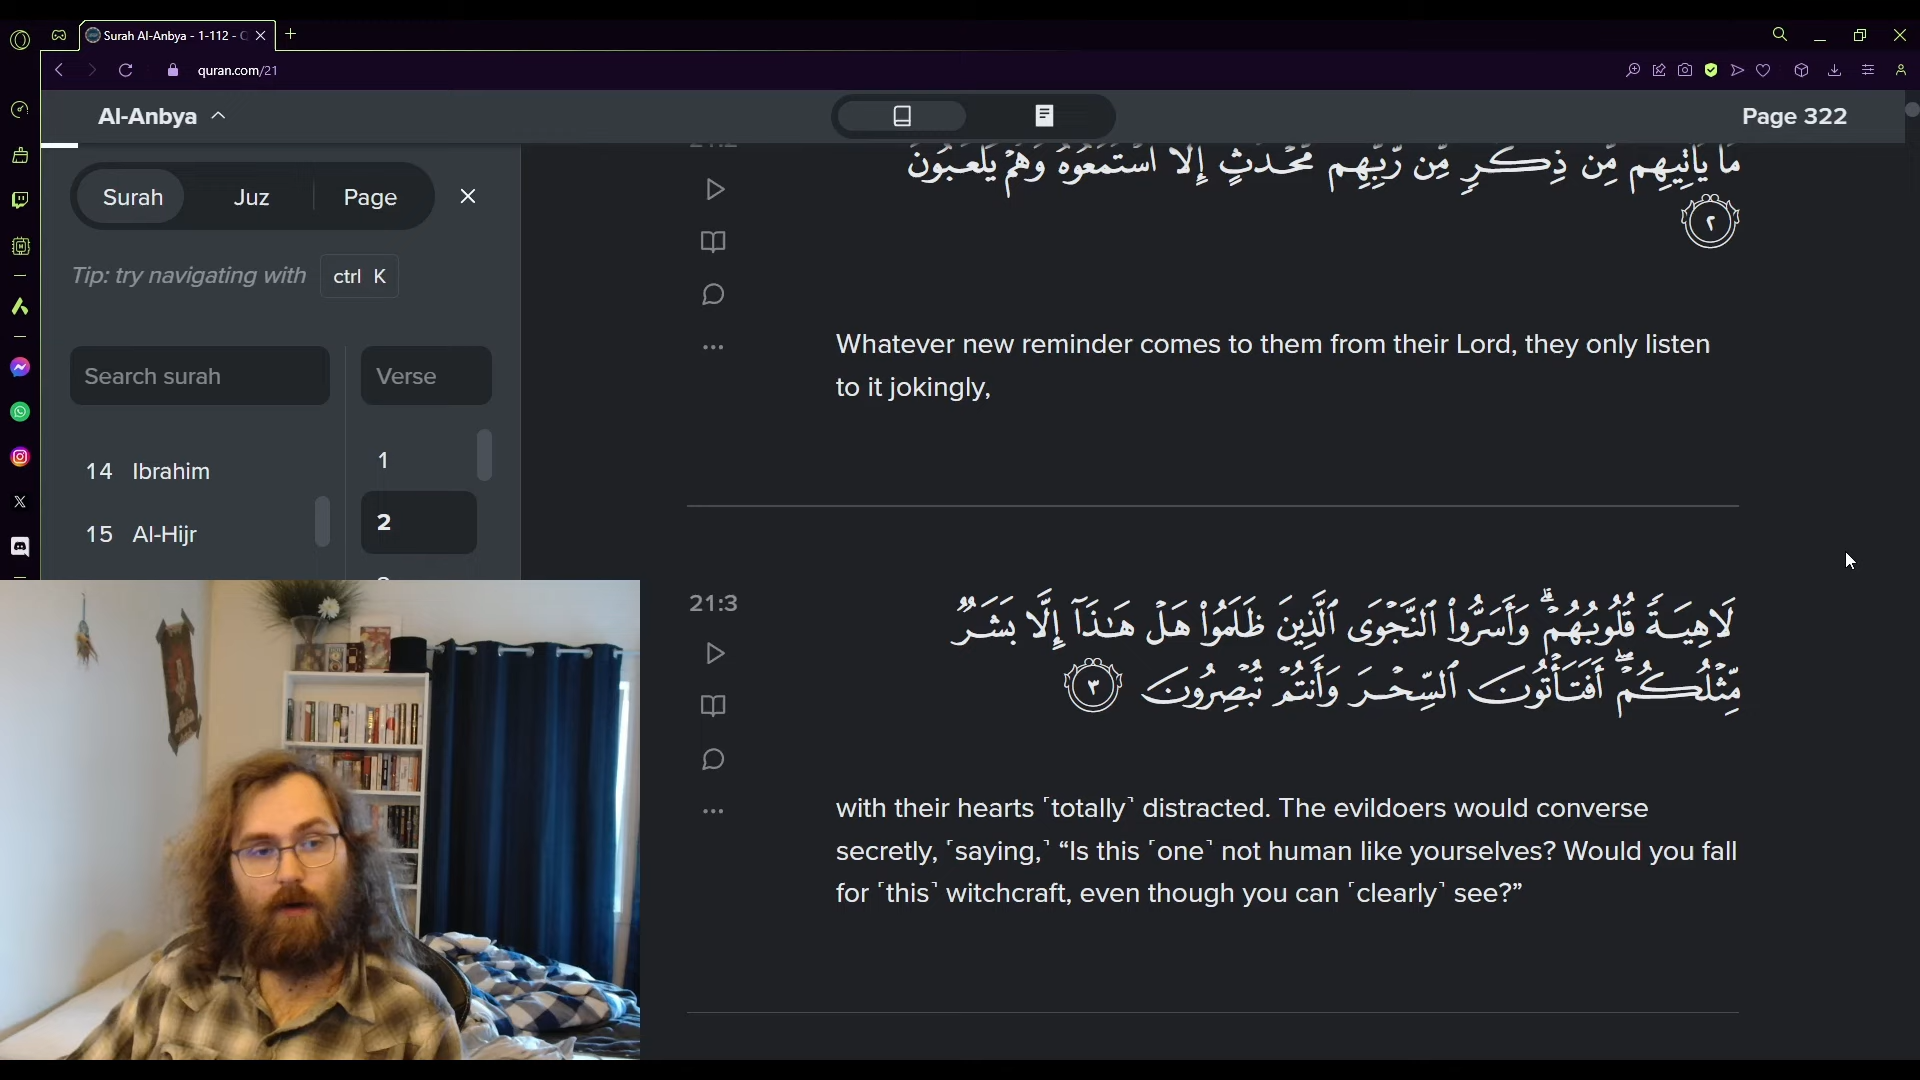 Surah Al-Anbya - 1-112 -
quran.com/21
Al-Anbya
Page 322
Surah
Juz
Page
Tip: try navigating with ctrl K
Search surah
Verse
14 Ibrahim
15 Al-Hijr
1
2
مَا يَأْتِيهِم مِّن ذِكْرٍ مِّن رَّبِّهِم مُّحْدَثٍ إِلَّا ٱسْتَمَعُوهُ وَهُمْ يَلْعَبُونَ
٢
Whatever new reminder comes to them from their Lord, they only listen
to it jokingly,
21:3
لَاهِيَةً قُلُوبُهُمْ ۗ وَأَسَرُّوا۟ ٱلنَّجْوَى ٱلَّذِينَ ظَلَمُوا۟ هَلْ هَـٰذَآ إِلَّا بَشَرٌ
مِّثْلُكُمْ ۖ أَفَتَأْتُونَ ٱلسِّحْرَ وَأَنتُمْ تُبْصِرُونَ ٣
with their hearts ˹totally˺ distracted. The evildoers would converse
secretly, ˹saying,˺ “Is this ˹one˺ not human like yourselves? Would you fall
for ˹this˺ witchcraft, even though you can ˹clearly˺ see?”